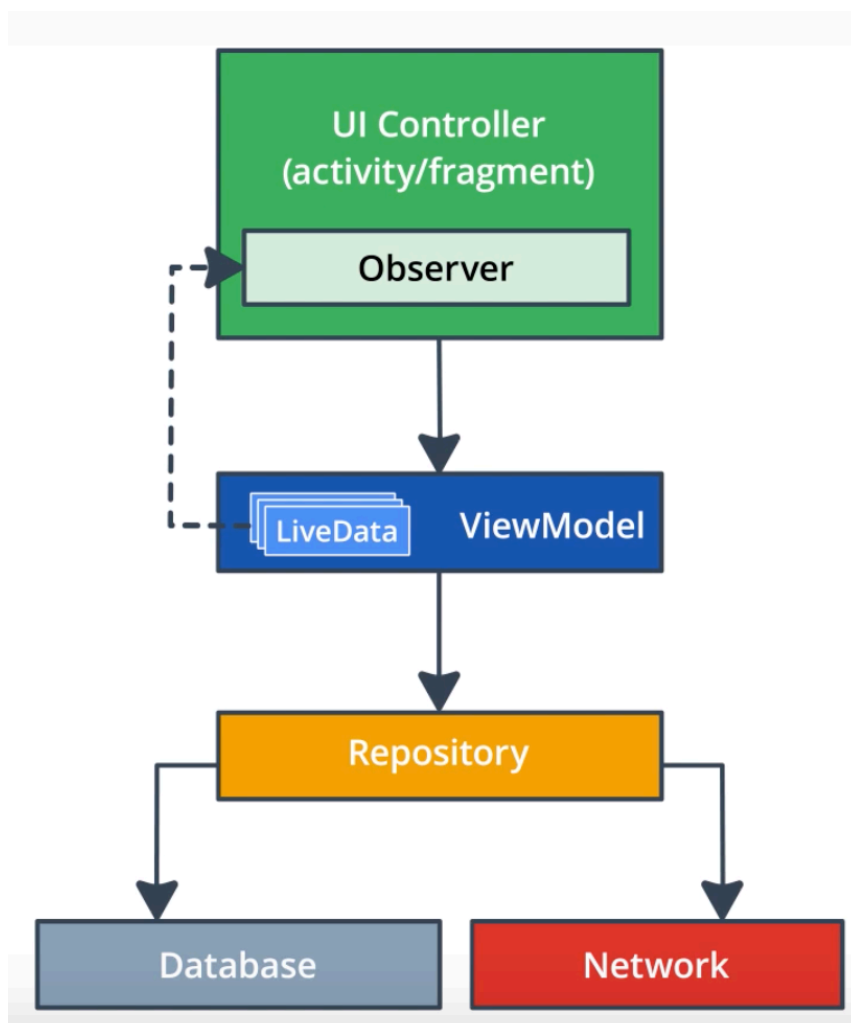 UI Controller
(activity/fragment)
Observer
LiveData
ViewModel
Repository
Database
Network